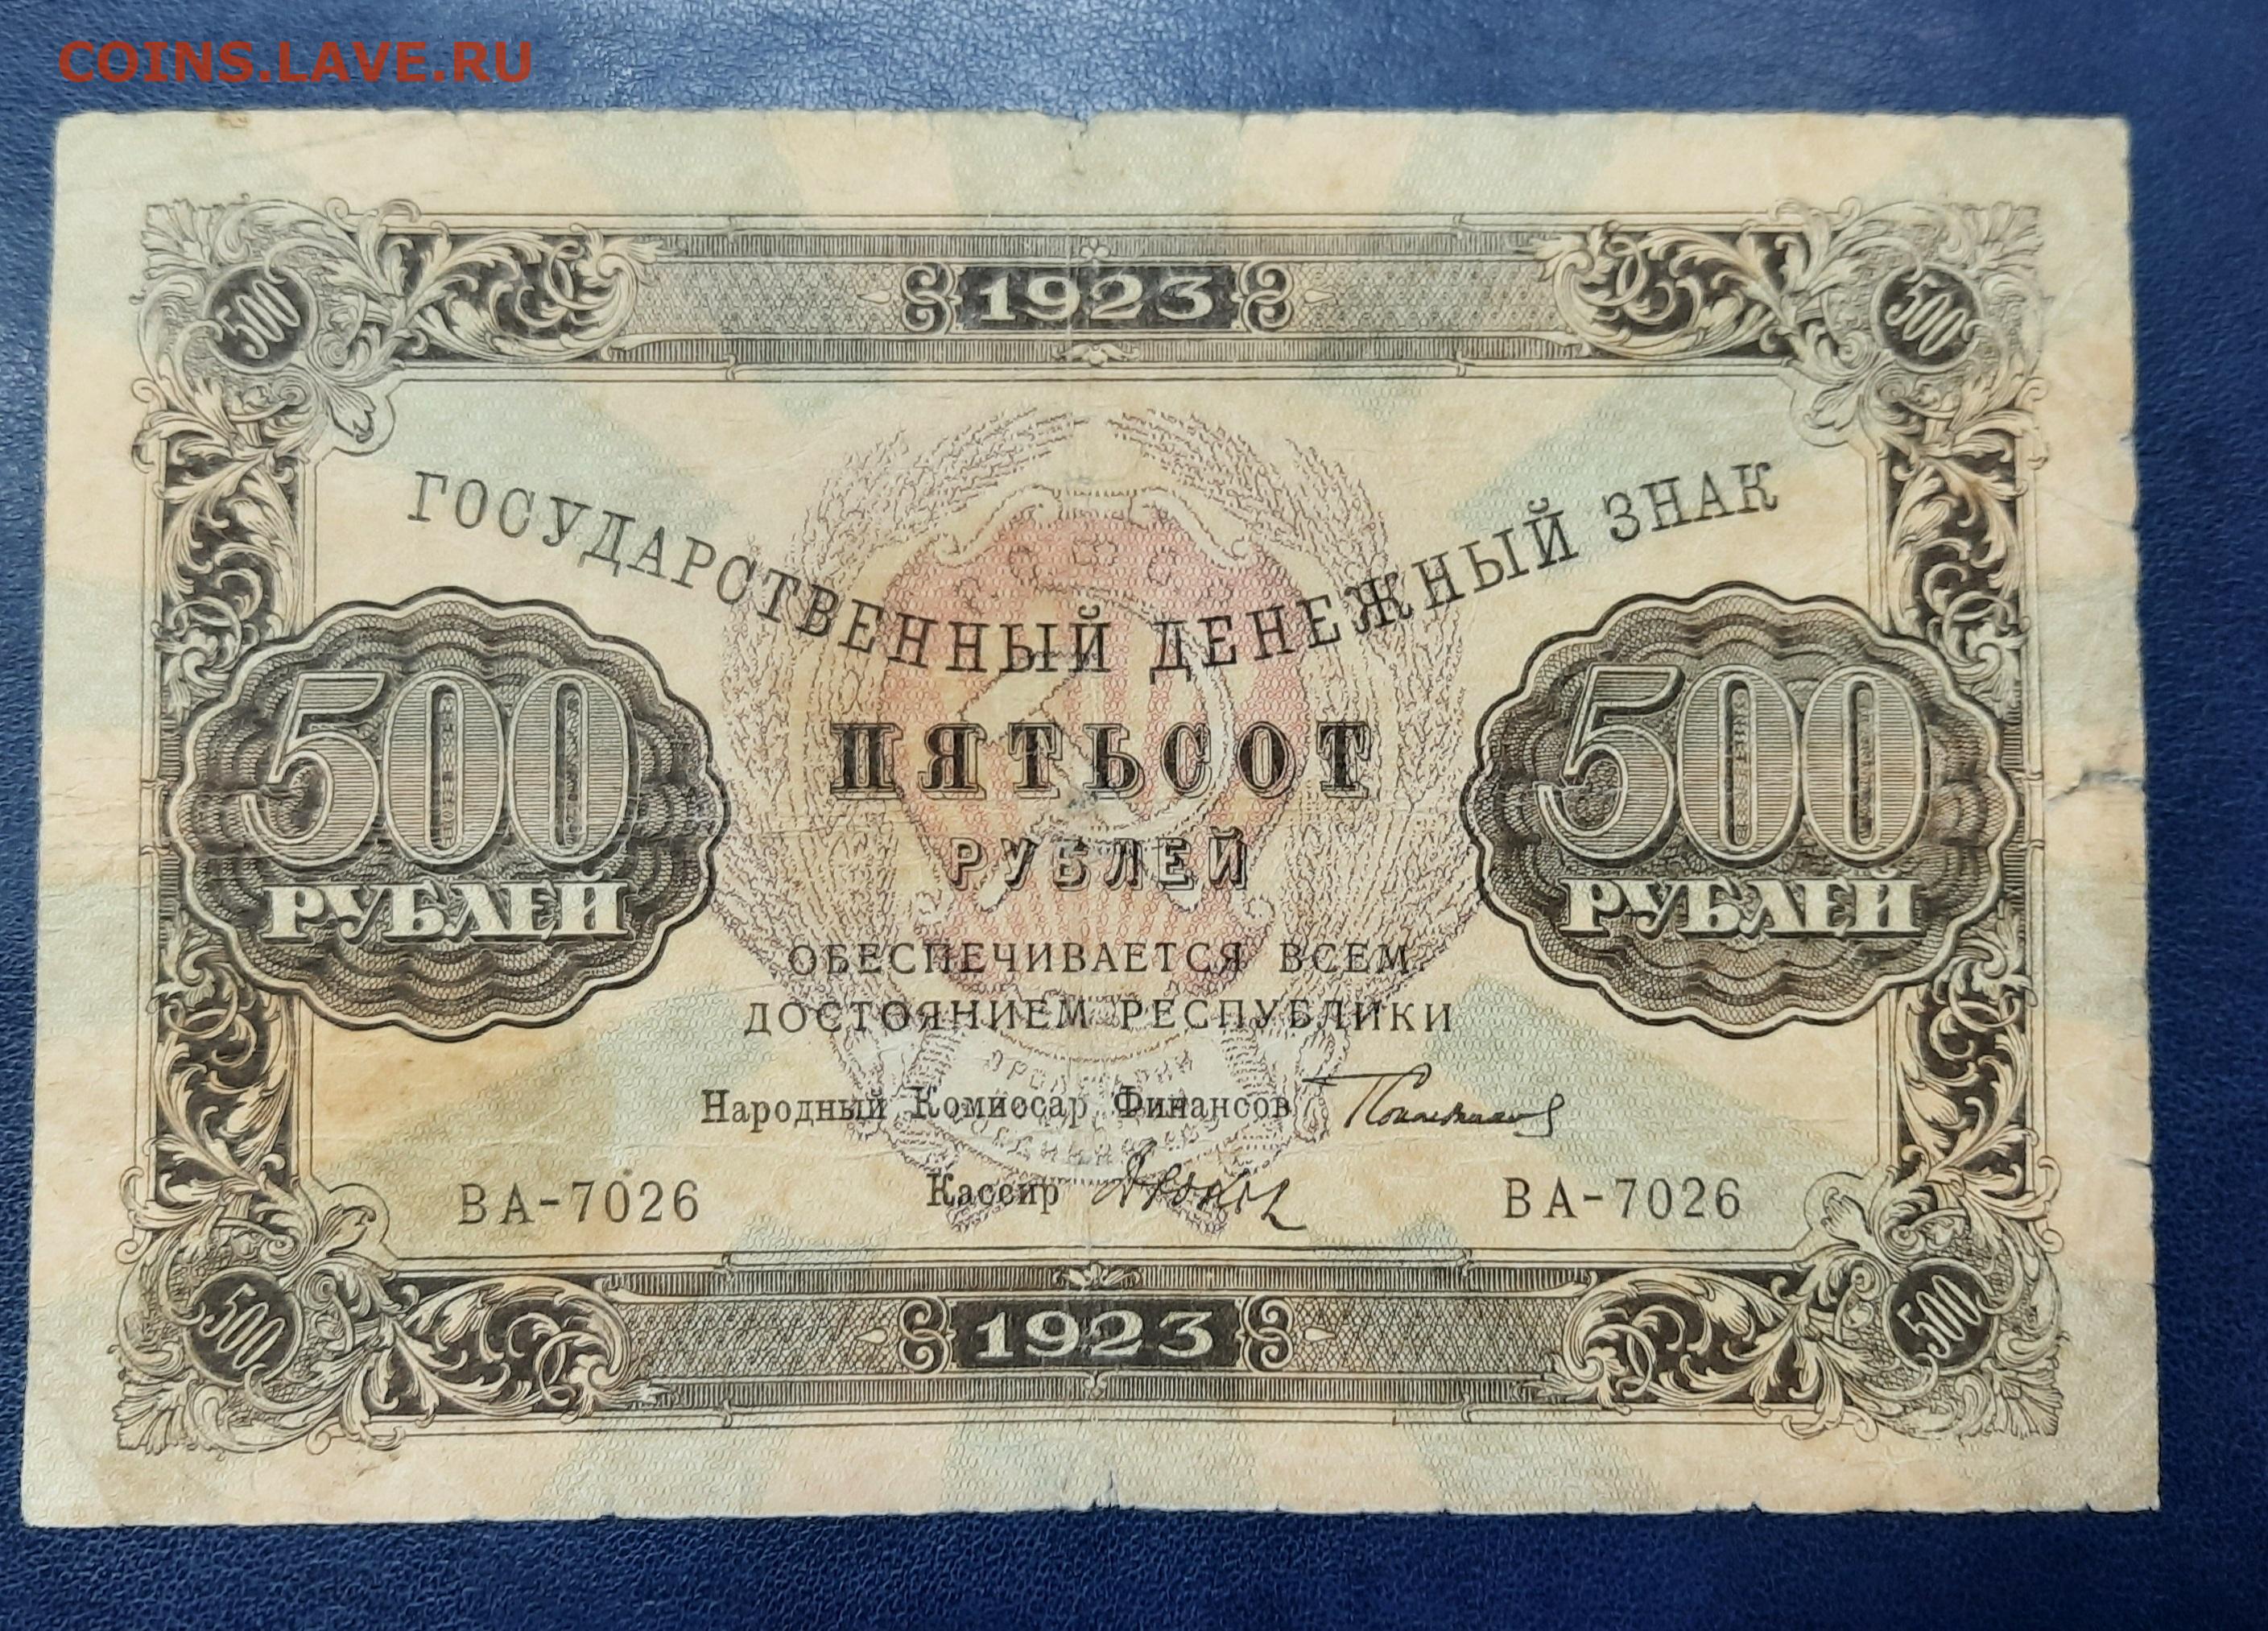 COINS.LAVE.RU
1923
500 500
ГОСУДАРСТВЕННЫЙ ДЕНЕЖНЫЙ ЗНАК
500 РУБЛЕЙ
ПЯТЬСОТ
РУБЛЕЙ
500 РУБЛЕЙ
ОБЕСПЕЧИВАЕТСЯ ВСЕМ
ДОСТОЯНИЕМ РЕСПУБЛИКИ
Народный Комиссар Финансов
Кассир
ВА-7026 ВА-7026
500 500
1923